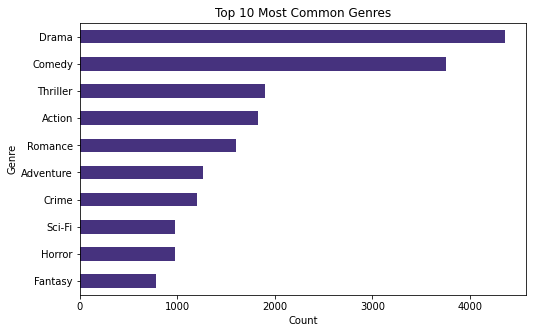 Top 10 Most Common Genres
Genre
Drama
Comedy
Thriller
Action
Romance
Adventure
Crime
Sci-Fi
Horror
Fantasy
0 1000 2000 3000 4000
Count